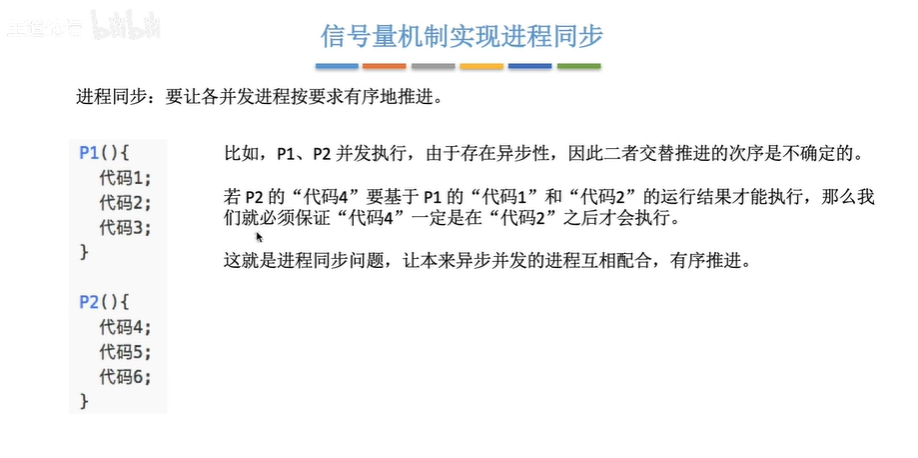 bilibili
信号量机制实现进程同步
进程同步：要让各并发进程按要求有序地推进。
P1(){
代码1;
代码2;
代码3;
}
P2(){
代码4;
代码5;
代码6;
}
比如，P1、P2 并发执行，由于存在异步性，因此二者交替推进的次序是不确定的。
若 P2 的“代码4”要基于 P1 的“代码1”和“代码2”的运行结果才能执行，那么我
们就必须保证“代码4”一定是在“代码2”之后才会执行。
这就是进程同步问题，让本来异步并发的进程互相配合，有序推进。